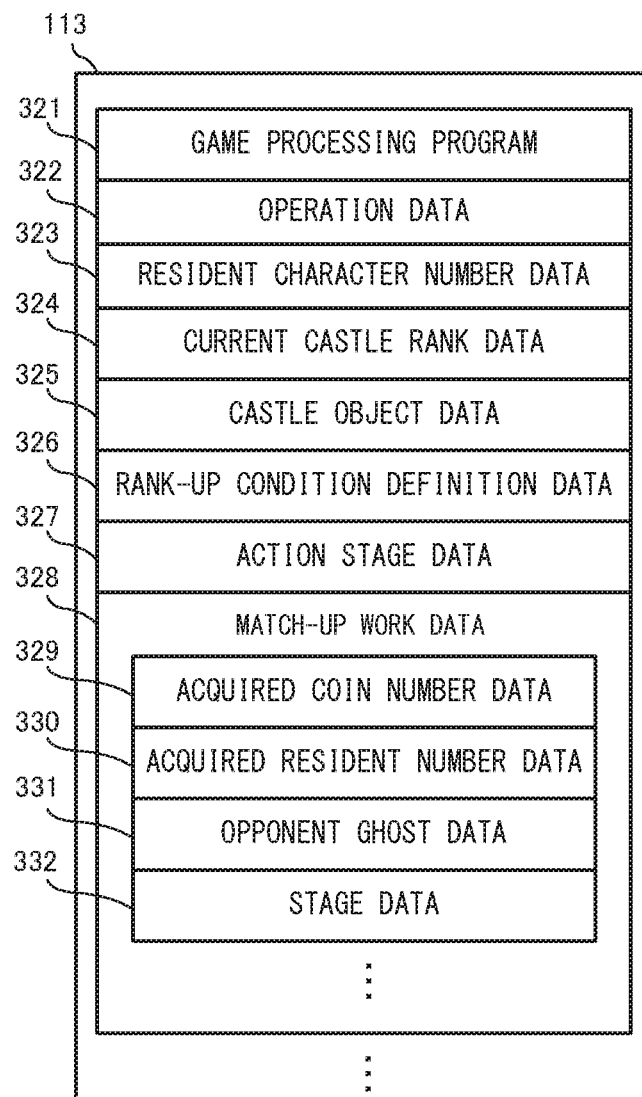 113
321 GAME PROCESSING PROGRAM
322 OPERATION DATA
323 RESIDENT CHARACTER NUMBER DATA
324 CURRENT CASTLE RANK DATA
325 CASTLE OBJECT DATA
326 RANK-UP CONDITION DEFINITION DATA
327 ACTION STAGE DATA
328 MATCH-UP WORK DATA
329 ACQUIRED COIN NUMBER DATA
330 ACQUIRED RESIDENT NUMBER DATA
331 OPPONENT GHOST DATA
332 STAGE DATA